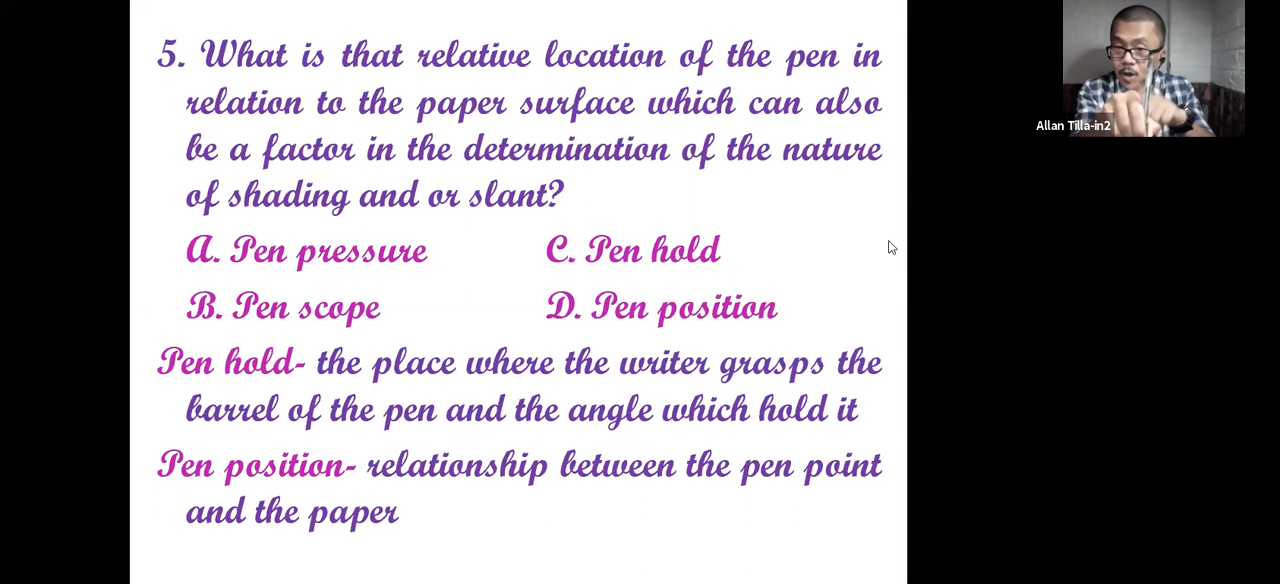 5. What is that relative location of the pen in
relation to the paper surface which can also
be a factor in the determination of the nature
of shading and or slant?
A. Pen pressure C. Pen hold
B. Pen scope D. Pen position
Pen hold- the place where the writer grasps the
barrel of the pen and the angle which hold it
Pen position- relationship between the pen point
and the paper
Allan Tilla-in2